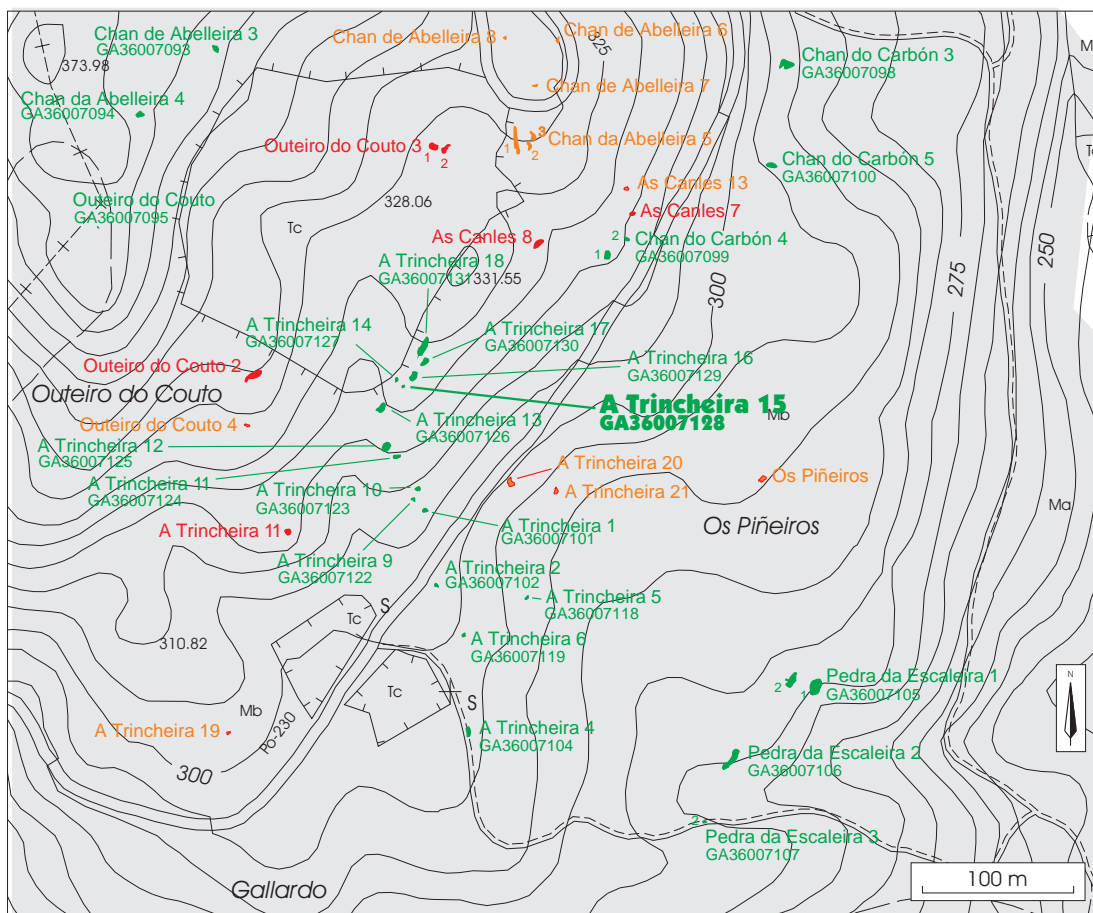 Chan de Abelleira 3
GA36007093
373.98
Chan da Abelleira 4
GA36007094
Outeiro do Couto
GA36007095
Tc
Chan de Abelleira 8
Chan de Abelleira 6
325
Chan de Abelleira 7
Outeiro do Couto 3
1
2
Chan da Abelleira 5
1
2
3
328.06
Tc
As Canles 13
As Canles 7
As Canles 8
2
Chan do Carbón 4
GA36007099
1
331.55
Chan do Carbón 3
GA36007098
Chan do Carbón 5
GA36007100
M
Tc
250
275
300
A Trincheira 18
GA36007131
A Trincheira 14
GA36007127
A Trincheira 17
GA36007130
A Trincheira 16
GA36007129
A Trincheira 15
GA36007128
Mb
Outeiro do Couto 2
Outeiro do Couto
Outeiro do Couto 4
A Trincheira 13
GA36007126
A Trincheira 12
GA36007125
A Trincheira 11
GA36007124
A Trincheira 10
GA36007123
A Trincheira 20
A Trincheira 21
Os Piñeiros
Os Piñeiros
Ma
A Trincheira 1
GA36007101
A Trincheira 11
A Trincheira 9
GA36007122
A Trincheira 2
GA36007102
A Trincheira 5
GA36007118
A Trincheira 6
GA36007119
Tc
S
310.82
Tc
S
Mb
Po-230
A Trincheira 19
300
A Trincheira 4
GA36007104
2
1
Pedra da Escaleira 1
GA36007105
Pedra da Escaleira 2
GA36007106
2
Pedra da Escaleira 3
GA36007107
N
Gallardo
100 m